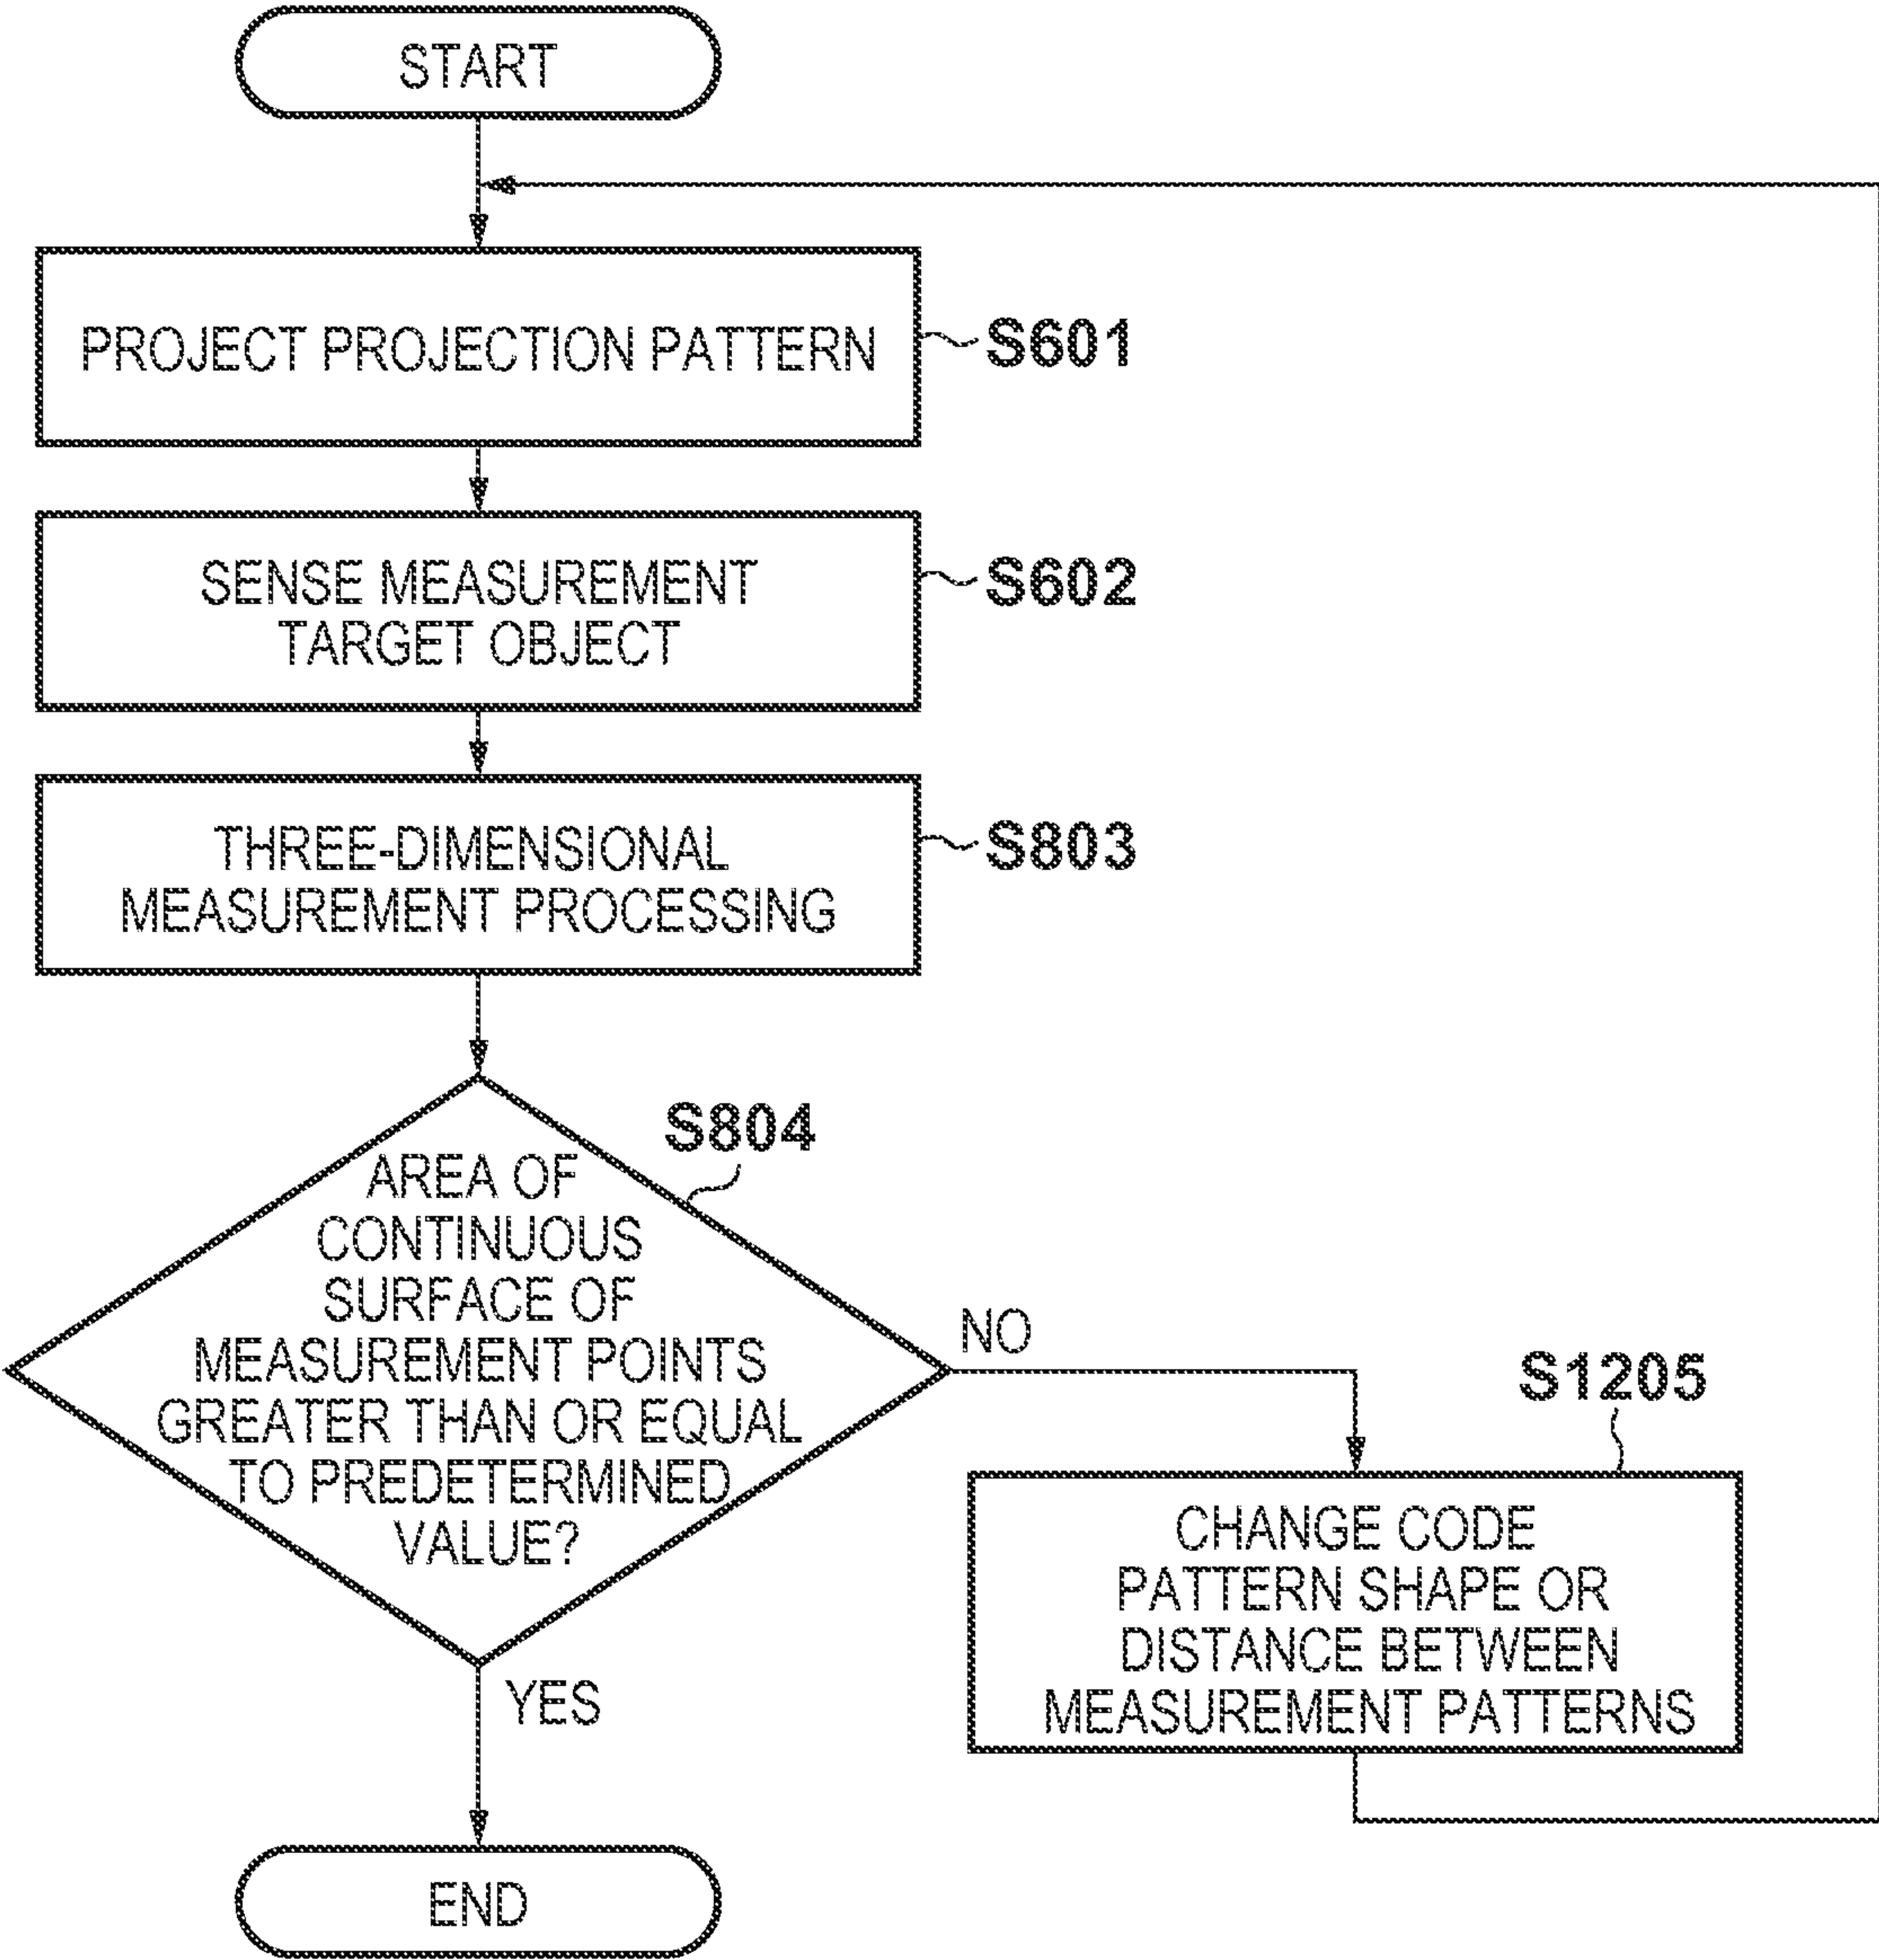 START
PROJECT PROJECTION PATTERN
S601
SENSE MEASUREMENT
TARGET OBJECT
S602
THREE-DIMENSIONAL
MEASUREMENT PROCESSING
S803
S804
AREA OF
CONTINUOUS
SURFACE OF
MEASUREMENT POINTS
GREATER THAN OR EQUAL
TO PREDETERMINED
VALUE?
NO
S1205
CHANGE CODE
PATTERN SHAPE OR
DISTANCE BETWEEN
MEASUREMENT PATTERNS
YES
END